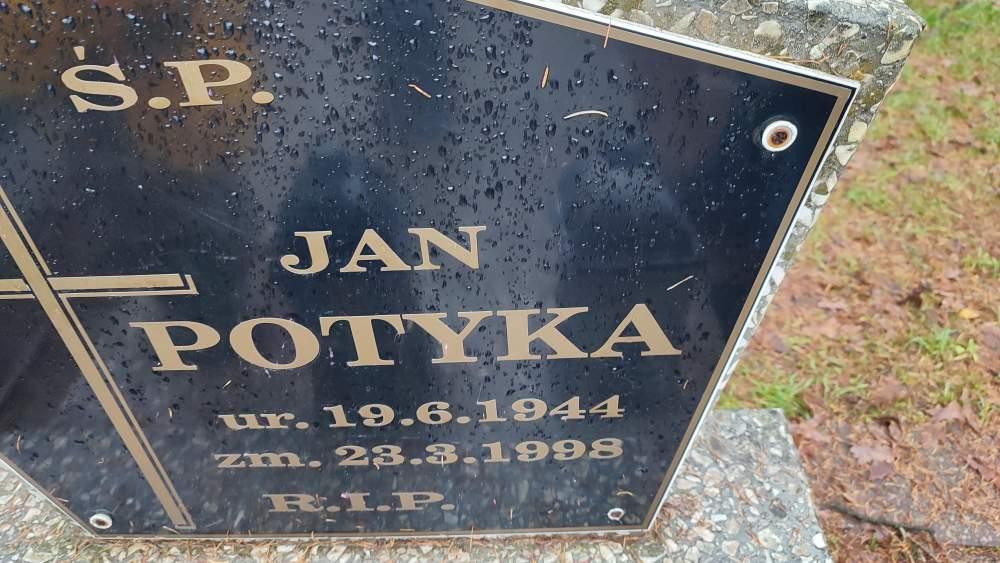 Ś.P.
JAN
POTYKA
ur. 19.6.1944
zm. 23.3.1998
R.I.P.